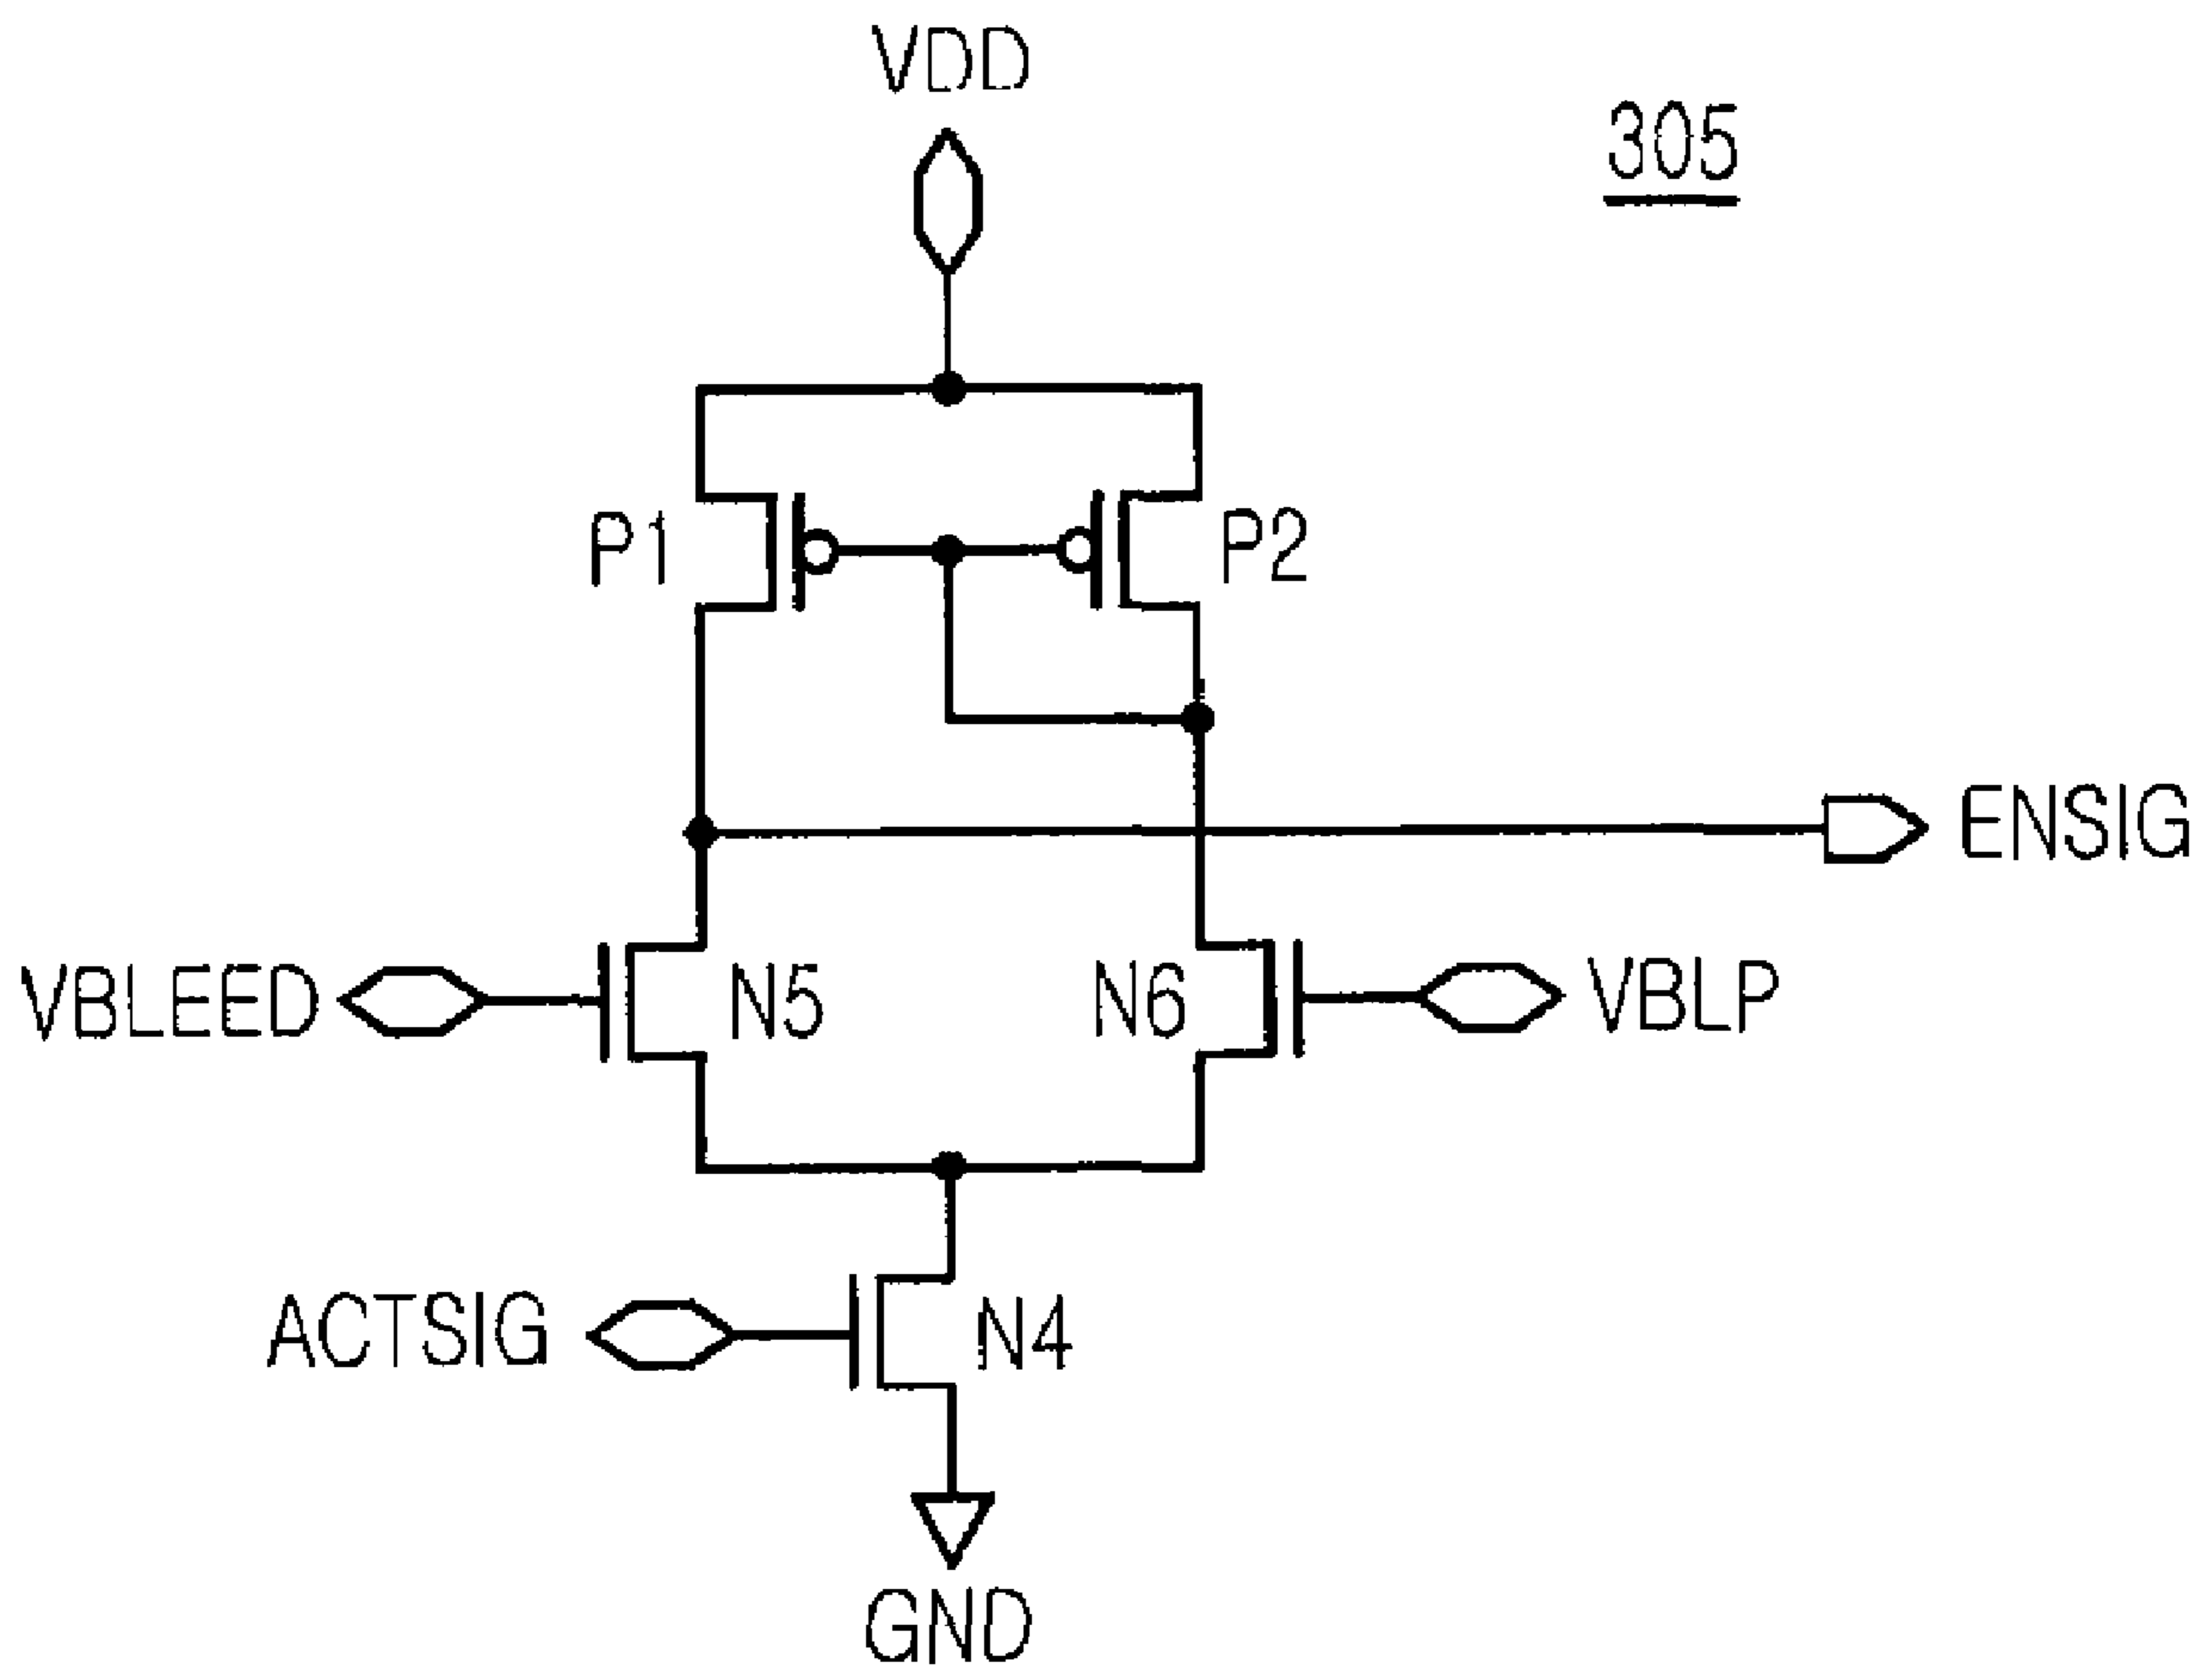 VDD
305
P1
P2
ENSIG
VBLEED
N5
N6
VBLP
ACTSIG
N4
GND